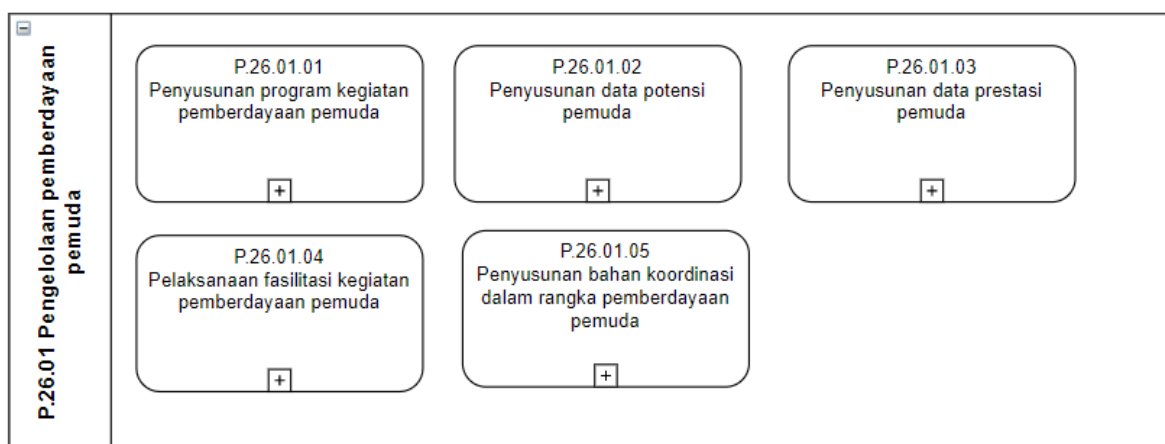 P.26.01 Pengelolaan pemberdayaan
pemuda
P.26.01.01
Penyusunan program kegiatan
pemberdayaan pemuda
P.26.01.02
Penyusunan data potensi
pemuda
P.26.01.03
Penyusunan data prestasi
pemuda
P.26.01.04
Pelaksanaan fasilitasi kegiatan
pemberdayaan pemuda
P.26.01.05
Penyusunan bahan koordinasi
dalam rangka pemberdayaan
pemuda